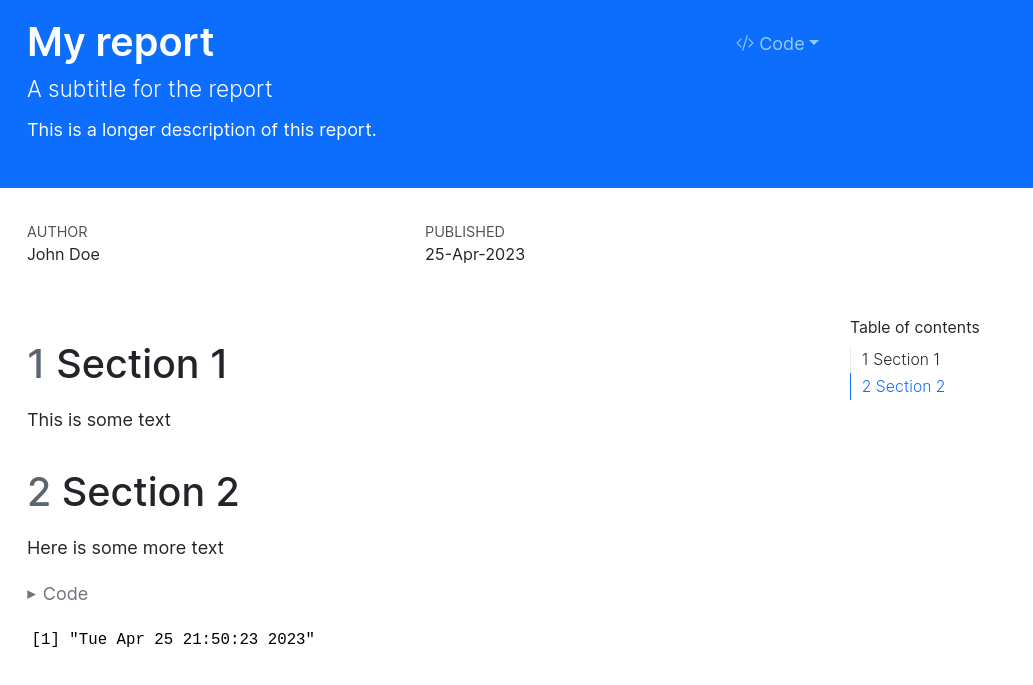 My report
</> Code
A subtitle for the report
This is a longer description of this report.
AUTHOR
PUBLISHED
John Doe
25-Apr-2023
Table of contents
1 Section 1
2 Section 2
1 Section 1
This is some text
2 Section 2
Here is some more text
Code
[1] "Tue Apr 25 21:50:23 2023"